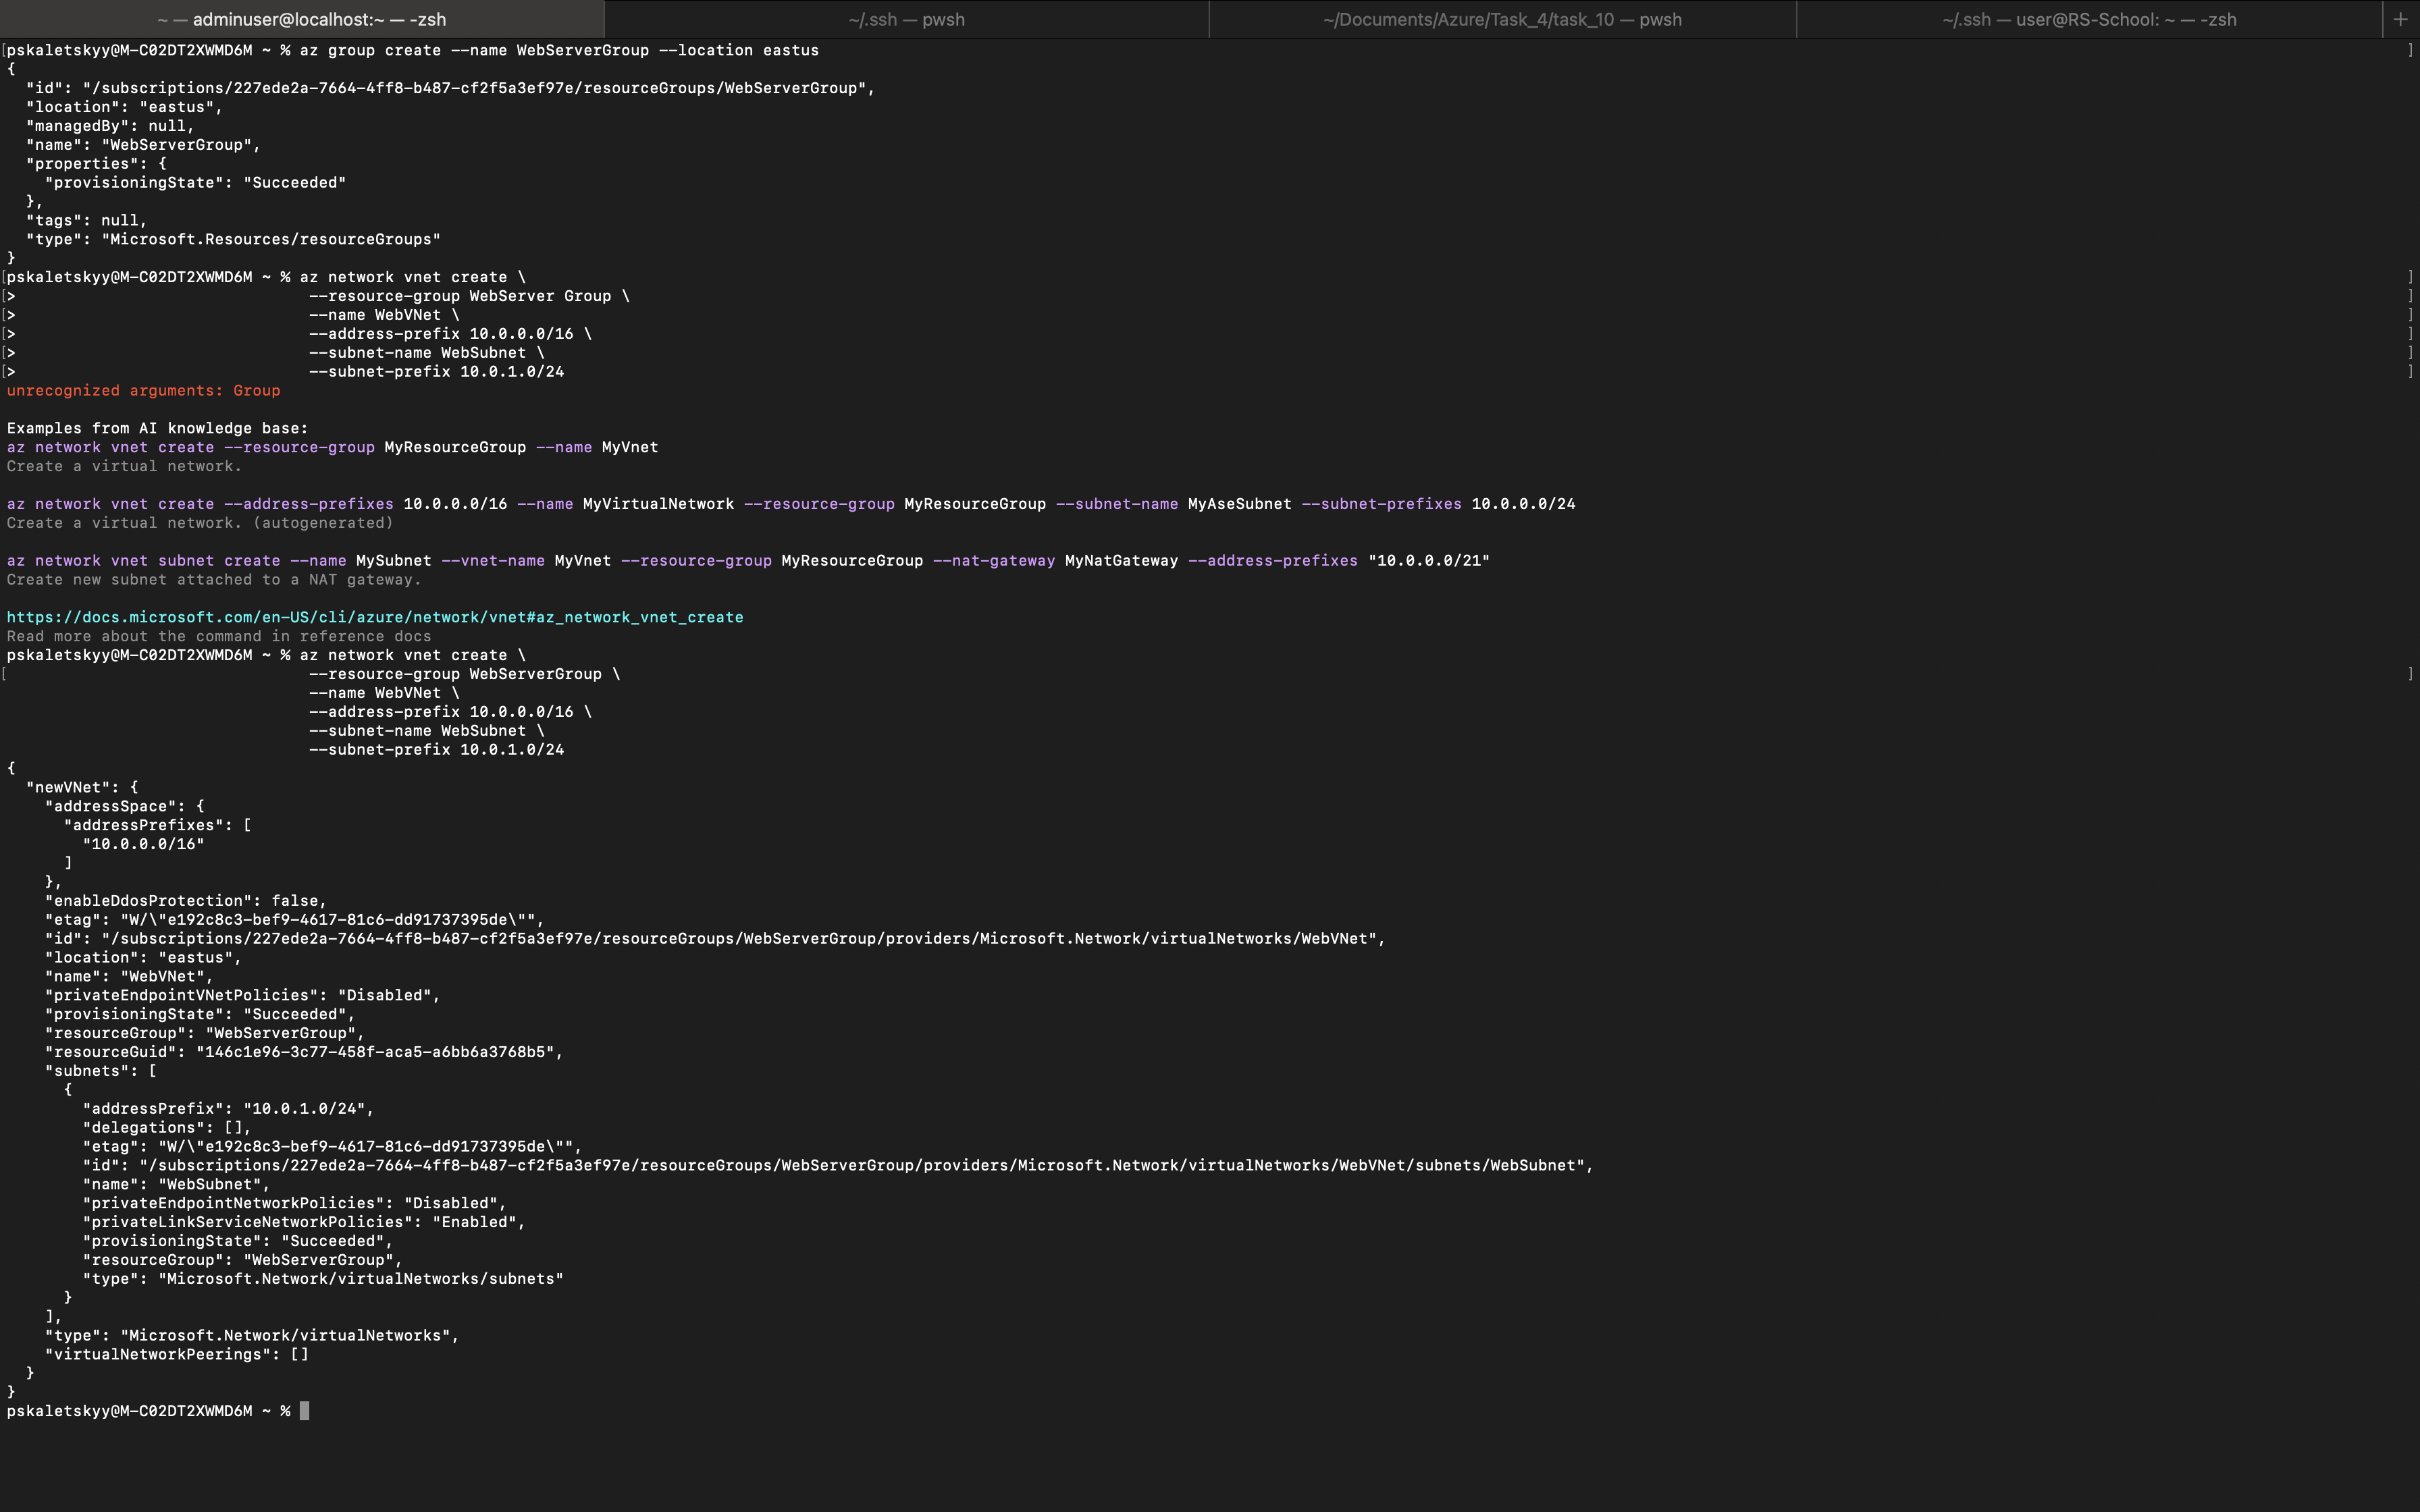 ~ — adminuser@localhost:~ — -zsh
~/.ssh — pwsh
~/Documents/Azure/Task_4/task_10 — pwsh
~/.ssh — user@RS-School: ~ — -zsh
+
[pskaletskyy@M-C02DT2XWMD6M ~ % az group create --name WebServerGroup --location eastus ]
{
  "id": "/subscriptions/227ede2a-7664-4ff8-b487-cf2f5a3ef97e/resourceGroups/WebServerGroup",
  "location": "eastus",
  "managedBy": null,
  "name": "WebServerGroup",
  "properties": {
    "provisioningState": "Succeeded"
  },
  "tags": null,
  "type": "Microsoft.Resources/resourceGroups"
}
[pskaletskyy@M-C02DT2XWMD6M ~ % az network vnet create \ ]
[>                               --resource-group WebServer Group \ ]
[>                               --name WebVNet \ ]
[>                               --address-prefix 10.0.0.0/16 \ ]
[>                               --subnet-name WebSubnet \ ]
[>                               --subnet-prefix 10.0.1.0/24 ]
unrecognized arguments: Group

Examples from AI knowledge base:
az network vnet create --resource-group MyResourceGroup --name MyVnet
Create a virtual network.

az network vnet create --address-prefixes 10.0.0.0/16 --name MyVirtualNetwork --resource-group MyResourceGroup --subnet-name MyAseSubnet --subnet-prefixes 10.0.0.0/24
Create a virtual network. (autogenerated)

az network vnet subnet create --name MySubnet --vnet-name MyVnet --resource-group MyResourceGroup --nat-gateway MyNatGateway --address-prefixes "10.0.0.0/21"
Create new subnet attached to a NAT gateway.

https://docs.microsoft.com/en-US/cli/azure/network/vnet#az_network_vnet_create
Read more about the command in reference docs
pskaletskyy@M-C02DT2XWMD6M ~ % az network vnet create \
[                                --resource-group WebServerGroup \ ]
                                --name WebVNet \
                                --address-prefix 10.0.0.0/16 \
                                --subnet-name WebSubnet \
                                --subnet-prefix 10.0.1.0/24
{
  "newVNet": {
    "addressSpace": {
      "addressPrefixes": [
        "10.0.0.0/16"
      ]
    },
    "enableDdosProtection": false,
    "etag": "W/\"e192c8c3-bef9-4617-81c6-dd91737395de\"",
    "id": "/subscriptions/227ede2a-7664-4ff8-b487-cf2f5a3ef97e/resourceGroups/WebServerGroup/providers/Microsoft.Network/virtualNetworks/WebVNet",
    "location": "eastus",
    "name": "WebVNet",
    "privateEndpointVNetPolicies": "Disabled",
    "provisioningState": "Succeeded",
    "resourceGroup": "WebServerGroup",
    "resourceGuid": "146c1e96-3c77-458f-aca5-a6bb6a3768b5",
    "subnets": [
      {
        "addressPrefix": "10.0.1.0/24",
        "delegations": [],
        "etag": "W/\"e192c8c3-bef9-4617-81c6-dd91737395de\"",
        "id": "/subscriptions/227ede2a-7664-4ff8-b487-cf2f5a3ef97e/resourceGroups/WebServerGroup/providers/Microsoft.Network/virtualNetworks/WebVNet/subnets/WebSubnet",
        "name": "WebSubnet",
        "privateEndpointNetworkPolicies": "Disabled",
        "privateLinkServiceNetworkPolicies": "Enabled",
        "provisioningState": "Succeeded",
        "resourceGroup": "WebServerGroup",
        "type": "Microsoft.Network/virtualNetworks/subnets"
      }
    ],
    "type": "Microsoft.Network/virtualNetworks",
    "virtualNetworkPeerings": []
  }
}
pskaletskyy@M-C02DT2XWMD6M ~ %